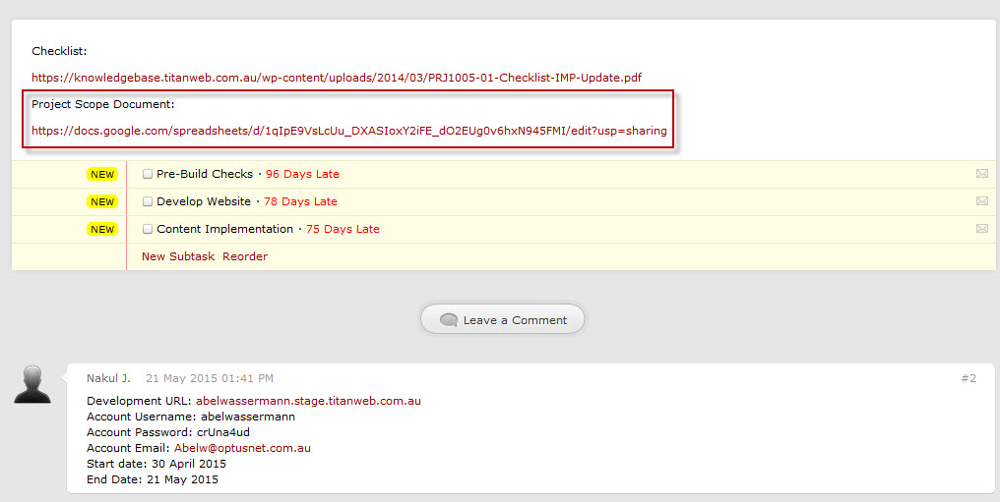 Checklist:
https://knowledgebase.titanweb.com.au/wp-content/uploads/2014/03/PRJ1005-01-Checklist-IMP-Update.pdf
Project Scope Document:
https://docs.google.com/spreadsheets/d/1qIpE9VsLcUu_DXASIoxY2iFE_dO2EUg0v6hxN945FMI/edit?usp=sharing
NEW Pre-Build Checks · 96 Days Late
NEW Develop Website · 78 Days Late
NEW Content Implementation · 75 Days Late
New Subtask Reorder
Leave a Comment
Nakul J. 21 May 2015 01:41 PM #2
Development URL: abelwassermann.stage.titanweb.com.au
Account Username: abelwassermann
Account Password: crUna4ud
Account Email: Abelw@optusnet.com.au
Start date: 30 April 2015
End Date: 21 May 2015